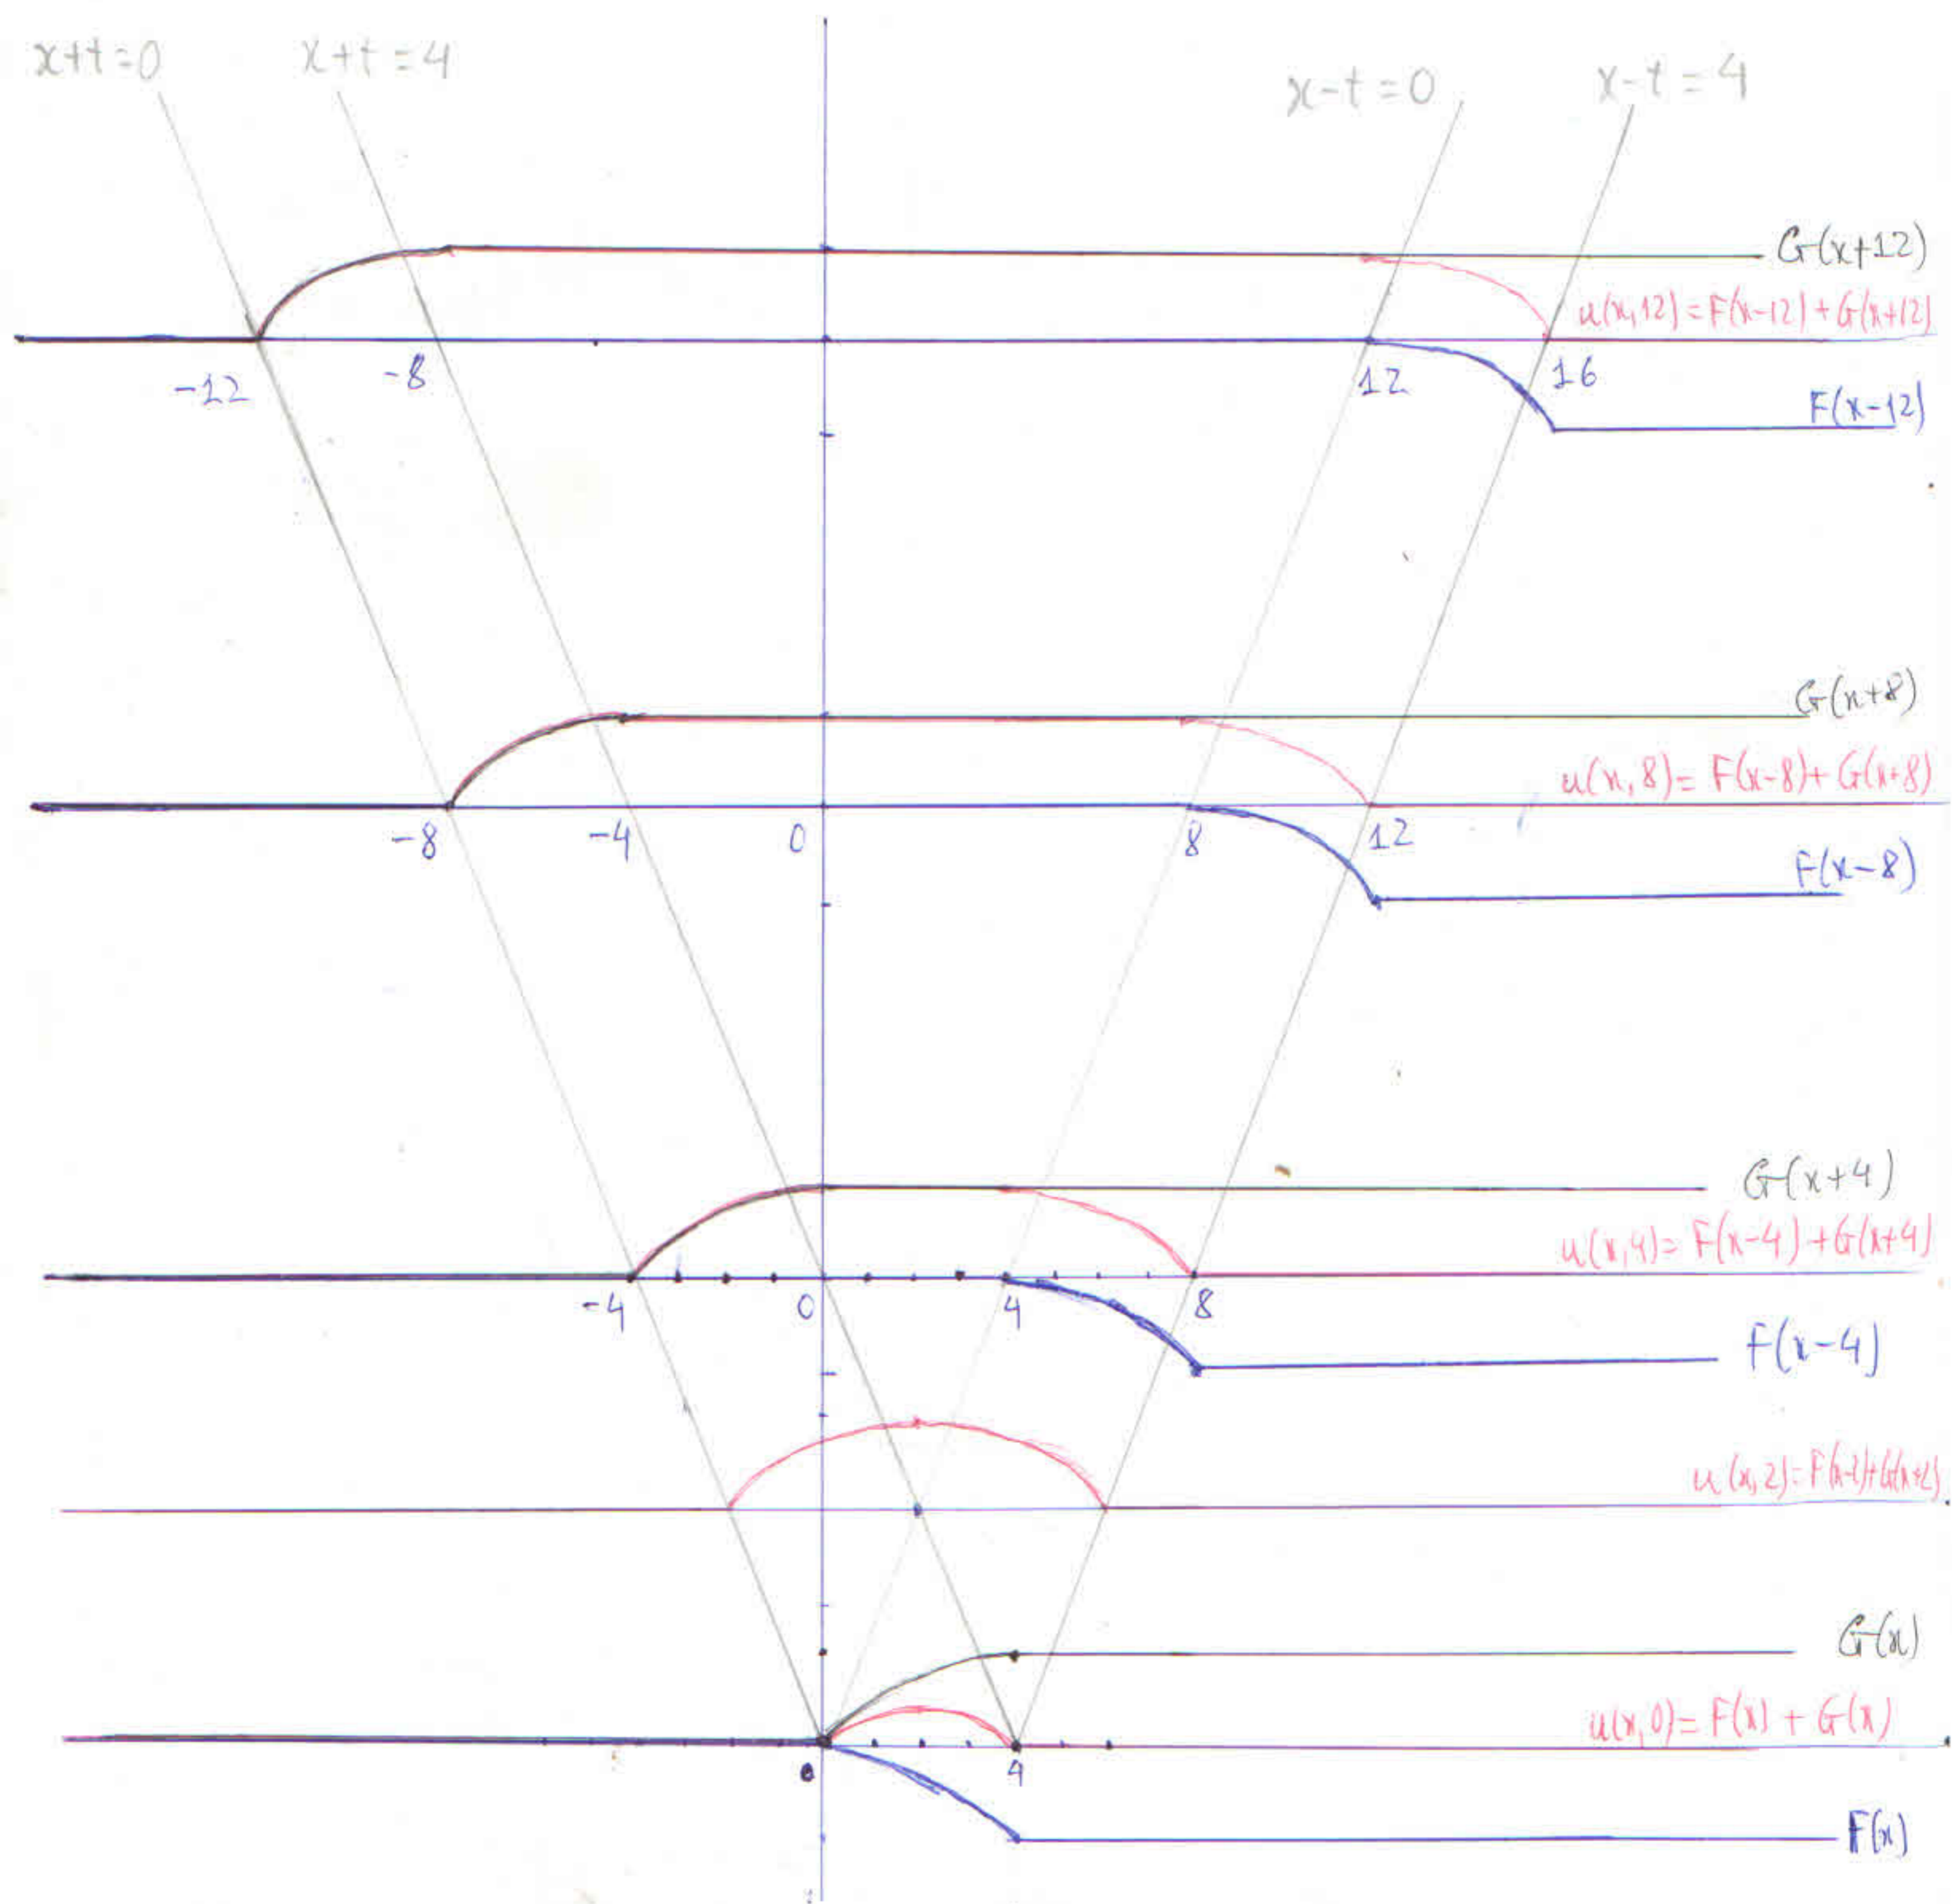 x+t=0 x+t=4 x-t=0 x-t=4
G(x+12)
u(x,12)=F(x-12)+G(x+12)
-12 -8 12 16
F(x-12)
G(x+8)
u(x,8)=F(x-8)+G(x+8)
-8 -4 0 8 12
F(x-8)
G(x+4)
u(x,4)=F(x-4)+G(x+4)
-4 0 4 8
F(x-4)
u(x,2)=F(x-2)+G(x+2)
G(x)
u(x,0)=F(x)+G(x)
0 4
F(x)